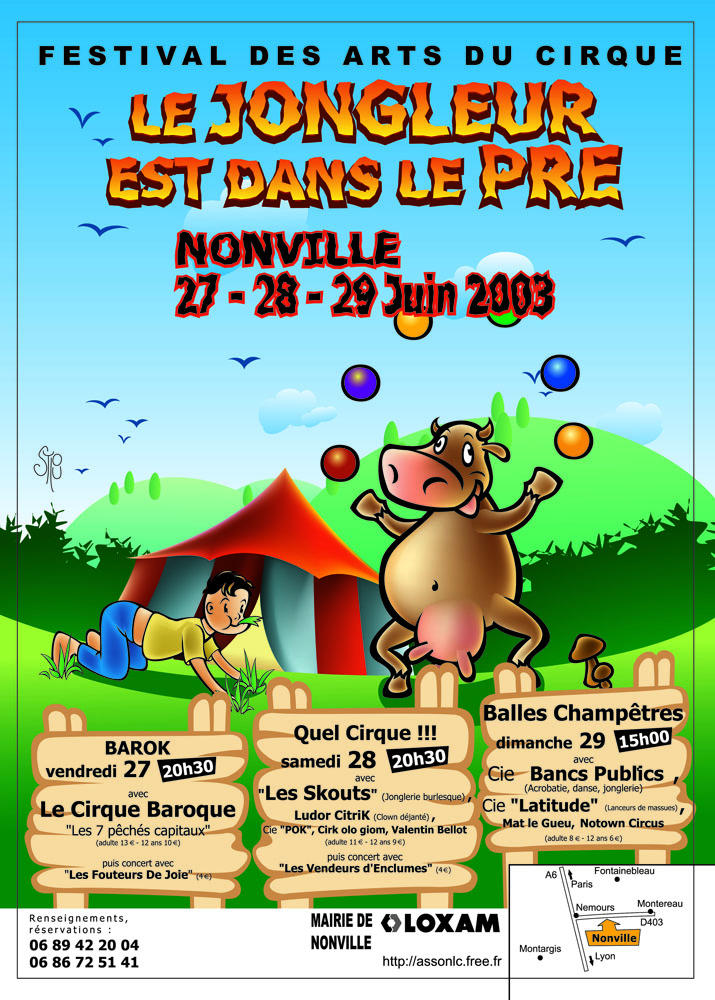 FESTIVAL DES ARTS DU CIRQUE
LE JONGLEUR
EST DANS LE PRE
NONVILLE
27 - 28 - 29 Juin 2003
BAROK
vendredi 27 20h30
avec
Le Cirque Baroque
"Les 7 pêchés capitaux"
(adulte 13 € - 12 ans 10 €)
puis concert avec
"Les Fouteurs De Joie" (4€)
Quel Cirque !!!
samedi 28 20h30
avec
"Les Skouts" (Jonglerie burlesque) ,
Ludor CitriK (Clown déjanté) ,
Cie "POK", Cirk olo giom, Valentin Bellot
(adulte 11 € - 12 ans 9 €)
puis concert avec
"Les Vendeurs d'Enclumes" (4€)
Balles Champêtres
dimanche 29 15h00
avec
Cie Bancs Publics ,
(Acrobatie, danse, jonglerie)
Cie "Latitude" (Lanceurs de massues) ,
Mat le Gueu, Notown Circus
(adulte 8 € - 12 ans 6 €)
Renseignements,
réservations :
06 89 42 20 04
06 86 72 51 41
MAIRIE DE
NONVILLE
LOXAM
http://assonlc.free.fr
A6
Fontainebleau
Paris
Nemours
Montereau
D403
Nonville
Montargis
Lyon